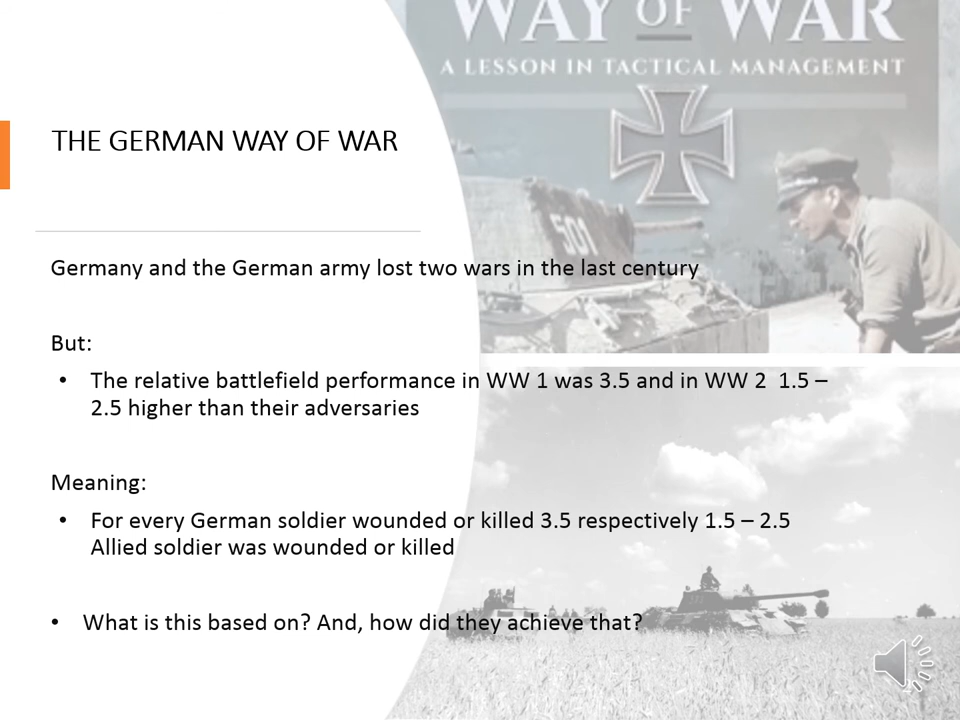 WAY OF WAR
A LESSON IN TACTICAL MANAGEMENT
501
THE GERMAN WAY OF WAR
Germany and the German army lost two wars in the last century
But:
• The relative battlefield performance in WW 1 was 3.5 and in WW 2  1.5 –
2.5 higher than their adversaries
Meaning:
• For every German soldier wounded or killed 3.5 respectively 1.5 – 2.5
Allied soldier was wounded or killed
• What is this based on? And, how did they achieve that?